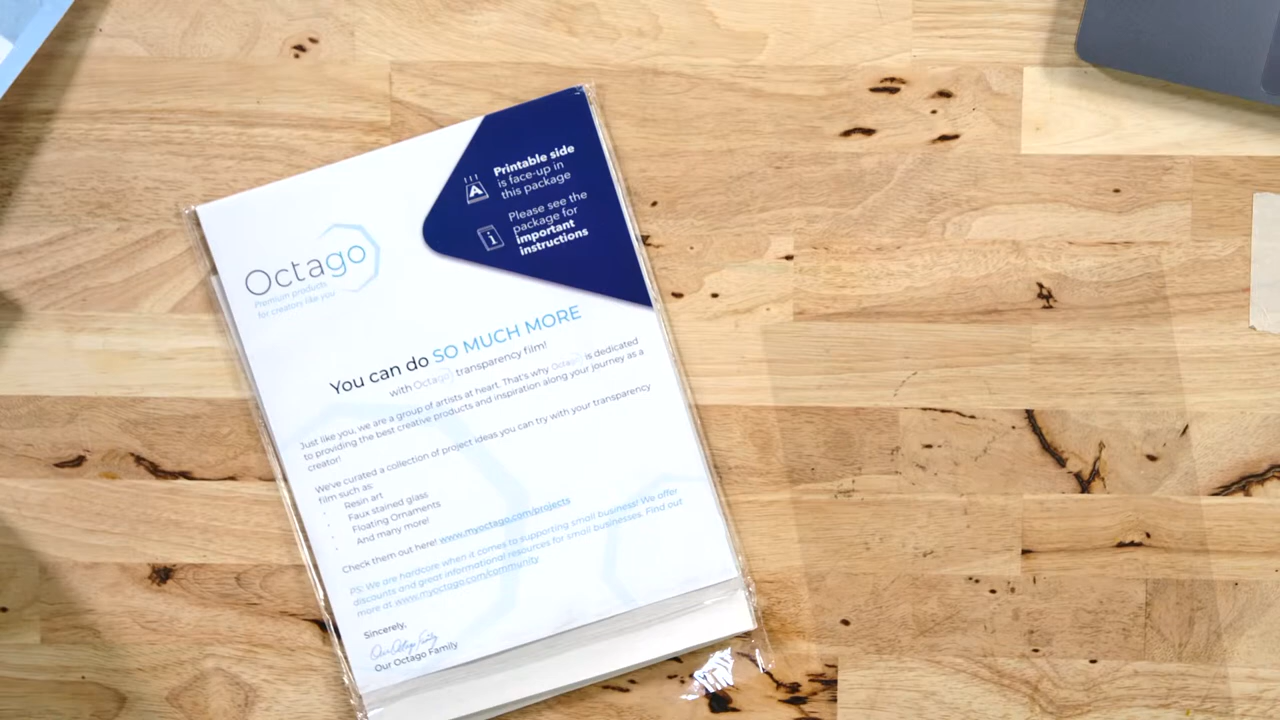 Printable side
is face-up in
this package
Please see the
package for
important
instructions
Octago
Premium products
for creatory like you
You can do SO MUCH MORE
with Octago transparency film!
Just like you, we are a group of artists at heart. That's why Octago is dedicated
to providing the best creative products and inspiration along your journey as a
creator!
We've curated a collection of project ideas you can try with your transparency
film such as:
· Resin art
· Faux stained glass
· Floating Ornaments
· And many more!
Check them out here! www.myoctago.com/projects
PS: We are hardcore when it comes to supporting small business! We offer
discounts and great informational resources for small businesses. Find out
more at www.myoctago.com/community
Sincerely,
Our Octago Family
Our Octago Family